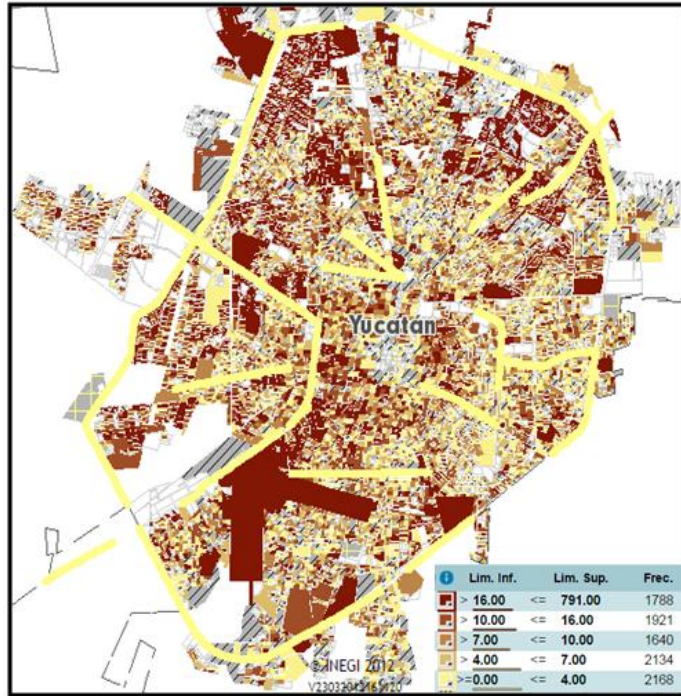 Yucatan
Lim. Inf. Lim. Sup. Frec.
> 16.00 <= 791.00 1788
> 10.00 <= 16.00 1921
> 7.00 <= 10.00 1640
> 4.00 <= 7.00 2134
>=0.00 <= 4.00 2168
© INEGI 2012